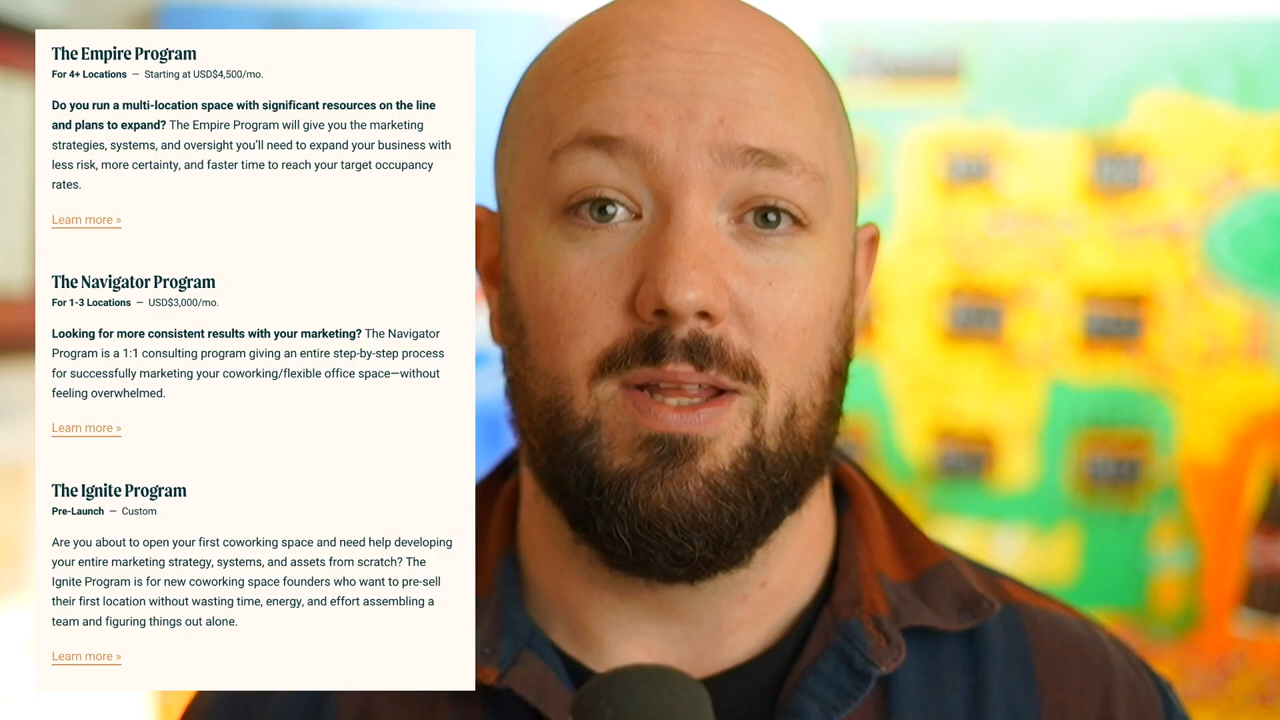 The Empire Program
For 4+ Locations — Starting at USD$4,500/mo.
Do you run a multi-location space with significant resources on the line
and plans to expand? The Empire Program will give you the marketing
strategies, systems, and oversight you’ll need to expand your business with
less risk, more certainty, and faster time to reach your target occupancy
rates.
Learn more »
The Navigator Program
For 1-3 Locations — USD$3,000/mo.
Looking for more consistent results with your marketing? The Navigator
Program is a 1:1 consulting program giving an entire step-by-step process
for successfully marketing your coworking/flexible office space—without
feeling overwhelmed.
Learn more »
The Ignite Program
Pre-Launch — Custom
Are you about to open your first coworking space and need help developing
your entire marketing strategy, systems, and assets from scratch? The
Ignite Program is for new coworking space founders who want to pre-sell
their first location without wasting time, energy, and effort assembling a
team and figuring things out alone.
Learn more »